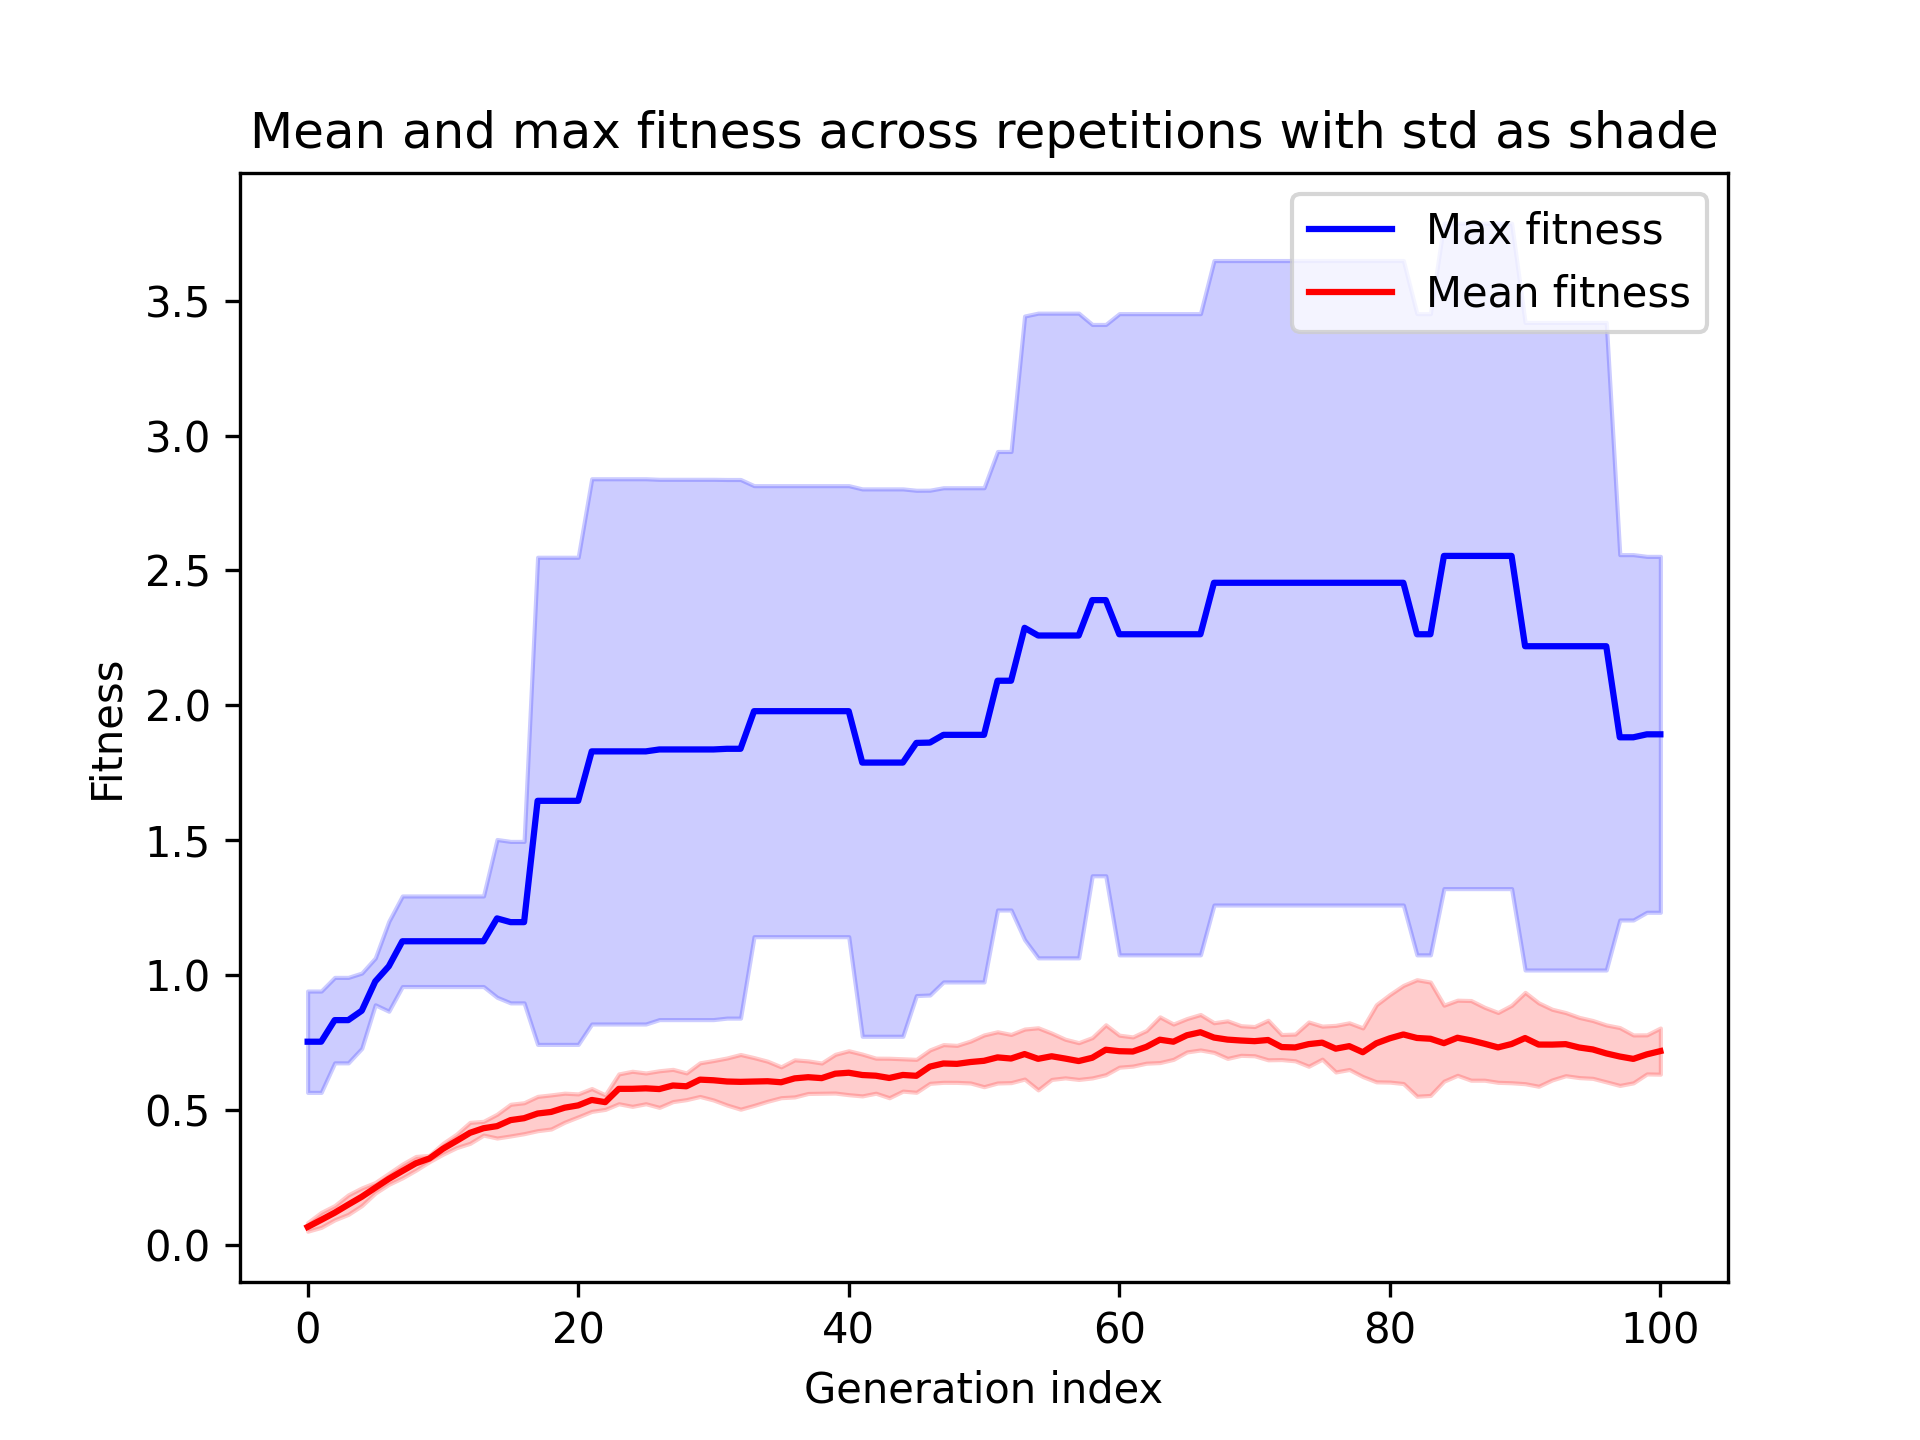 Mean and max fitness across repetitions with std as shade
Max fitness
Mean fitness
3.5
3.0
2.5
2.0
1.5
1.0
0.5
0.0
Fitness
0 20 40 60 80 100
Generation index